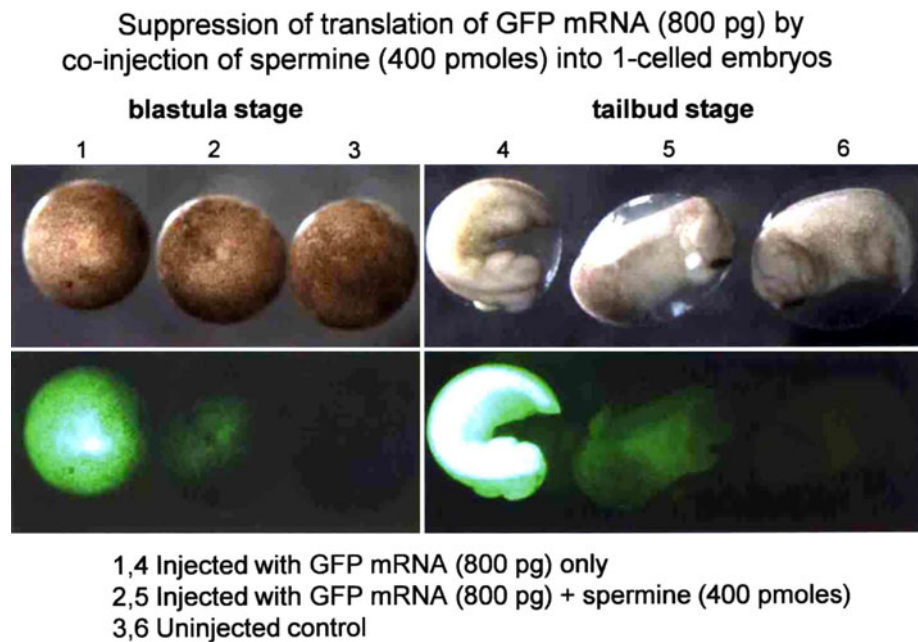 Suppression of translation of GFP mRNA (800 pg) by
co-injection of spermine (400 pmoles) into 1-celled embryos
blastula stage
tailbud stage
1 2 3 4 5 6
1,4 Injected with GFP mRNA (800 pg) only
2,5 Injected with GFP mRNA (800 pg) + spermine (400 pmoles)
3,6 Uninjected control